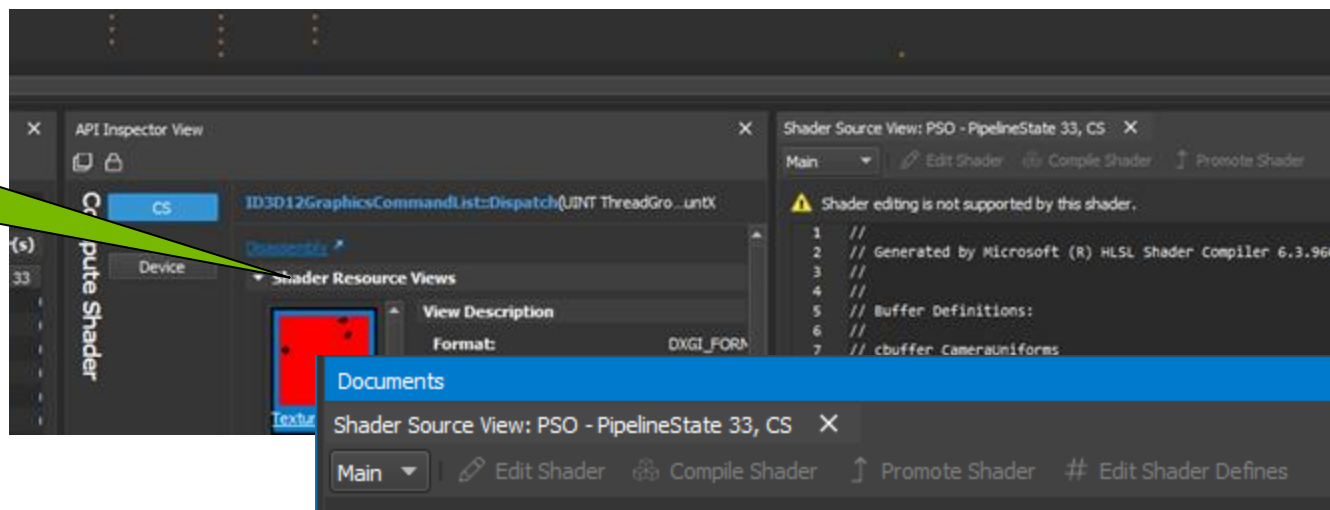 API Inspector View
Shader Source View: PSO - PipelineState 33, CS
Main Edit Shader Compile Shader Promote Shader
CS
ID3D12GraphicsCommandList::Dispatch(UINT ThreadGro...untX
Shader editing is not supported by this shader.
Compute Shader
r(s)
33
Device
Disassembly
Shader Resource Views
View Description
Format: DXGI_FORM
Textur
1 //
2 // Generated by Microsoft (R) HLSL Shader Compiler 6.3.960
3 //
4 //
5 // Buffer Definitions:
6 //
7 // cbuffer CameraUniforms
Documents
Shader Source View: PSO - PipelineState 33, CS
Main Edit Shader Compile Shader Promote Shader # Edit Shader Defines